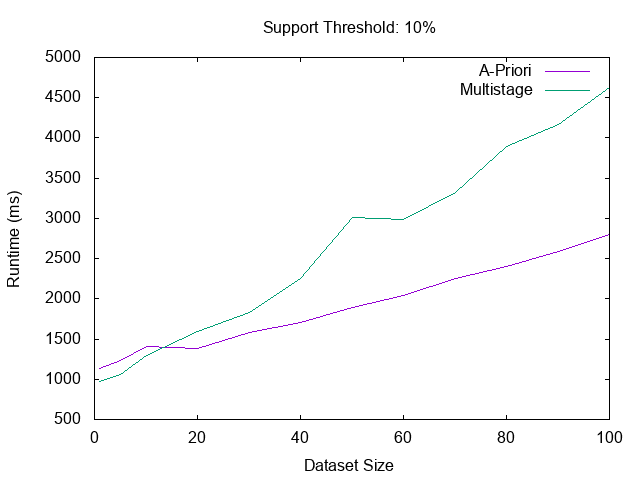 Support Threshold: 10%
A-Priori
Multistage
5000
4500
4000
3500
3000
2500
2000
1500
1000
500
Runtime (ms)
0 20 40 60 80 100
Dataset Size